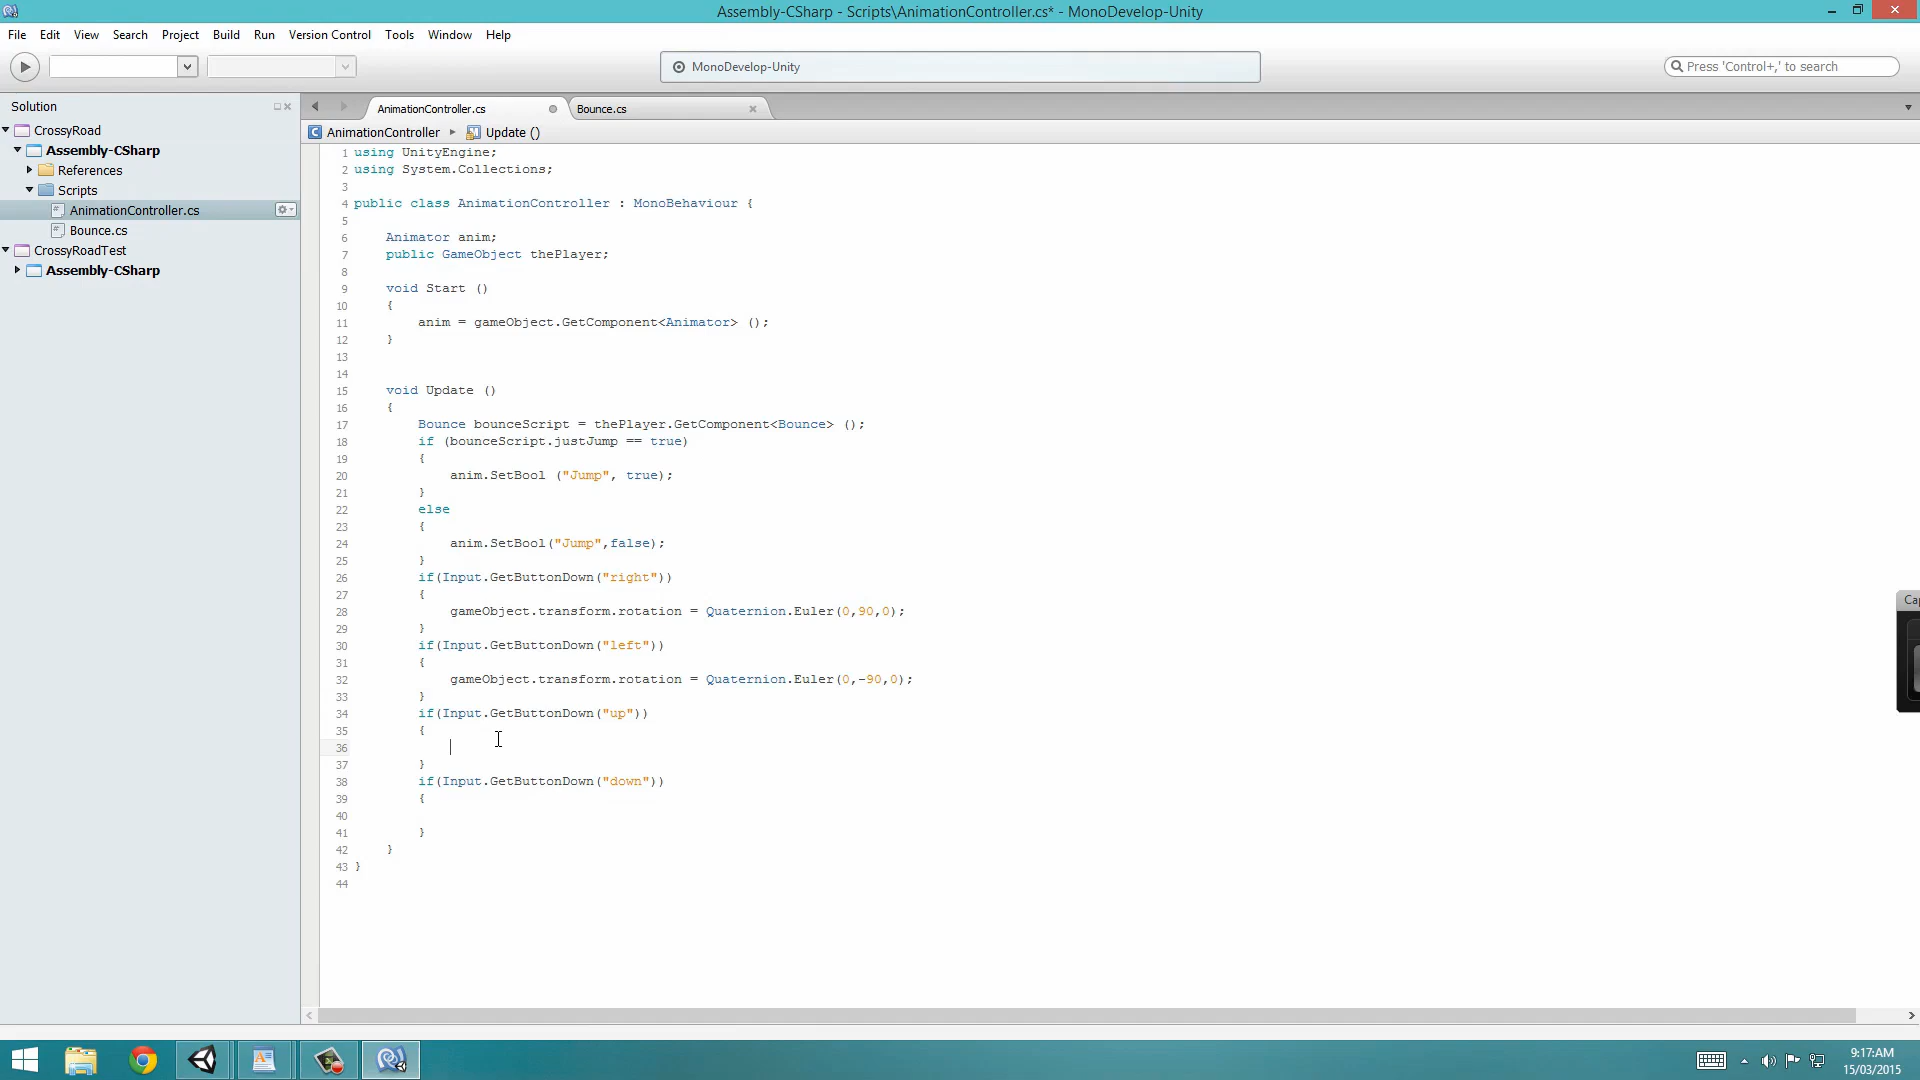 Assembly-CSharp - Scripts\AnimationController.cs* - MonoDevelop-Unity
File Edit View Search Project Build Run Version Control Tools Window Help
MonoDevelop-Unity
Press 'Control+,' to search
Solution
AnimationController.cs
Bounce.cs
CrossyRoad
Assembly-CSharp
References
Scripts
AnimationController.cs
Bounce.cs
CrossyRoadTest
Assembly-CSharp
AnimationController
Update ()
1 using UnityEngine;
2 using System.Collections;
3
4 public class AnimationController : MonoBehaviour {
5
6 Animator anim;
7 public GameObject thePlayer;
8
9 void Start ()
10 {
11 anim = gameObject.GetComponent<Animator> ();
12 }
13
14
15 void Update ()
16 {
17 Bounce bounceScript = thePlayer.GetComponent<Bounce> ();
18 if (bounceScript.justJump == true)
19 {
20 anim.SetBool ("Jump", true);
21 }
22 else
23 {
24 anim.SetBool("Jump",false);
25 }
26 if(Input.GetButtonDown("right"))
27 {
28 gameObject.transform.rotation = Quaternion.Euler(0,90,0);
29 }
30 if(Input.GetButtonDown("left"))
31 {
32 gameObject.transform.rotation = Quaternion.Euler(0,-90,0);
33 }
34 if(Input.GetButtonDown("up"))
35 {
36
37 }
38 if(Input.GetButtonDown("down"))
39 {
40
41 }
42 }
43 }
44
9:17 AM
15/03/2015